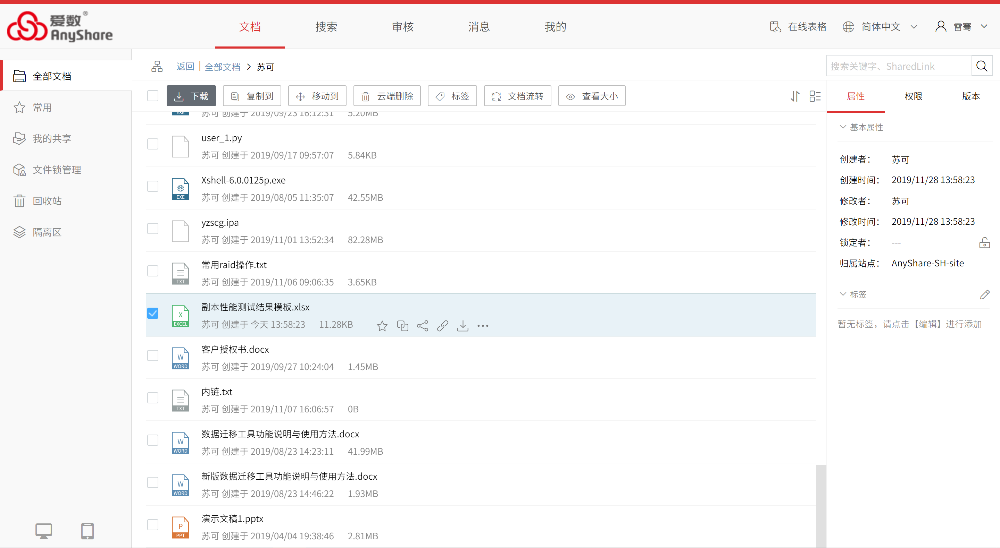 爱数®
AnyShare
文档
搜索
审核
消息
我的
在线表格
简体中文
雷骞
全部文档
常用
我的共享
文件锁管理
回收站
隔离区
返回 | 全部文档 > 苏可
搜索关键字、SharedLink
下载
复制到
移动到
云端删除
标签
文档流转
查看大小
EXE
苏可 创建于 2019/09/23 16:12:31 5.20MB
user_1.py
苏可 创建于 2019/09/17 09:57:07 5.84KB
Xshell-6.0.0125p.exe
EXE
苏可 创建于 2019/08/05 11:35:07 42.55MB
yzscg.ipa
苏可 创建于 2019/11/01 13:52:34 82.28MB
常用raid操作.txt
TXT
苏可 创建于 2019/11/06 09:06:35 3.65KB
副本性能测试结果模板.xlsx
X
EXCEL
苏可 创建于 今天 13:58:23 11.28KB
客户授权书.docx
W
WORD
苏可 创建于 2019/09/27 10:24:04 1.45MB
内链.txt
TXT
苏可 创建于 2019/11/07 16:06:57 0B
数据迁移工具功能说明与使用方法.docx
W
WORD
苏可 创建于 2019/08/23 14:23:11 41.99MB
新版数据迁移工具功能说明与使用方法.docx
W
WORD
苏可 创建于 2019/08/23 14:46:22 1.93MB
演示文稿1.pptx
P
PPT
苏可 创建于 2019/04/04 19:38:46 2.81MB
属性
权限
版本
基本属性
创建者： 苏可
创建时间： 2019/11/28 13:58:23
修改者： 苏可
修改时间： 2019/11/28 13:58:23
锁定者： ---
归属站点： AnyShare-SH-site
标签
暂无标签，请点击【编辑】进行添加